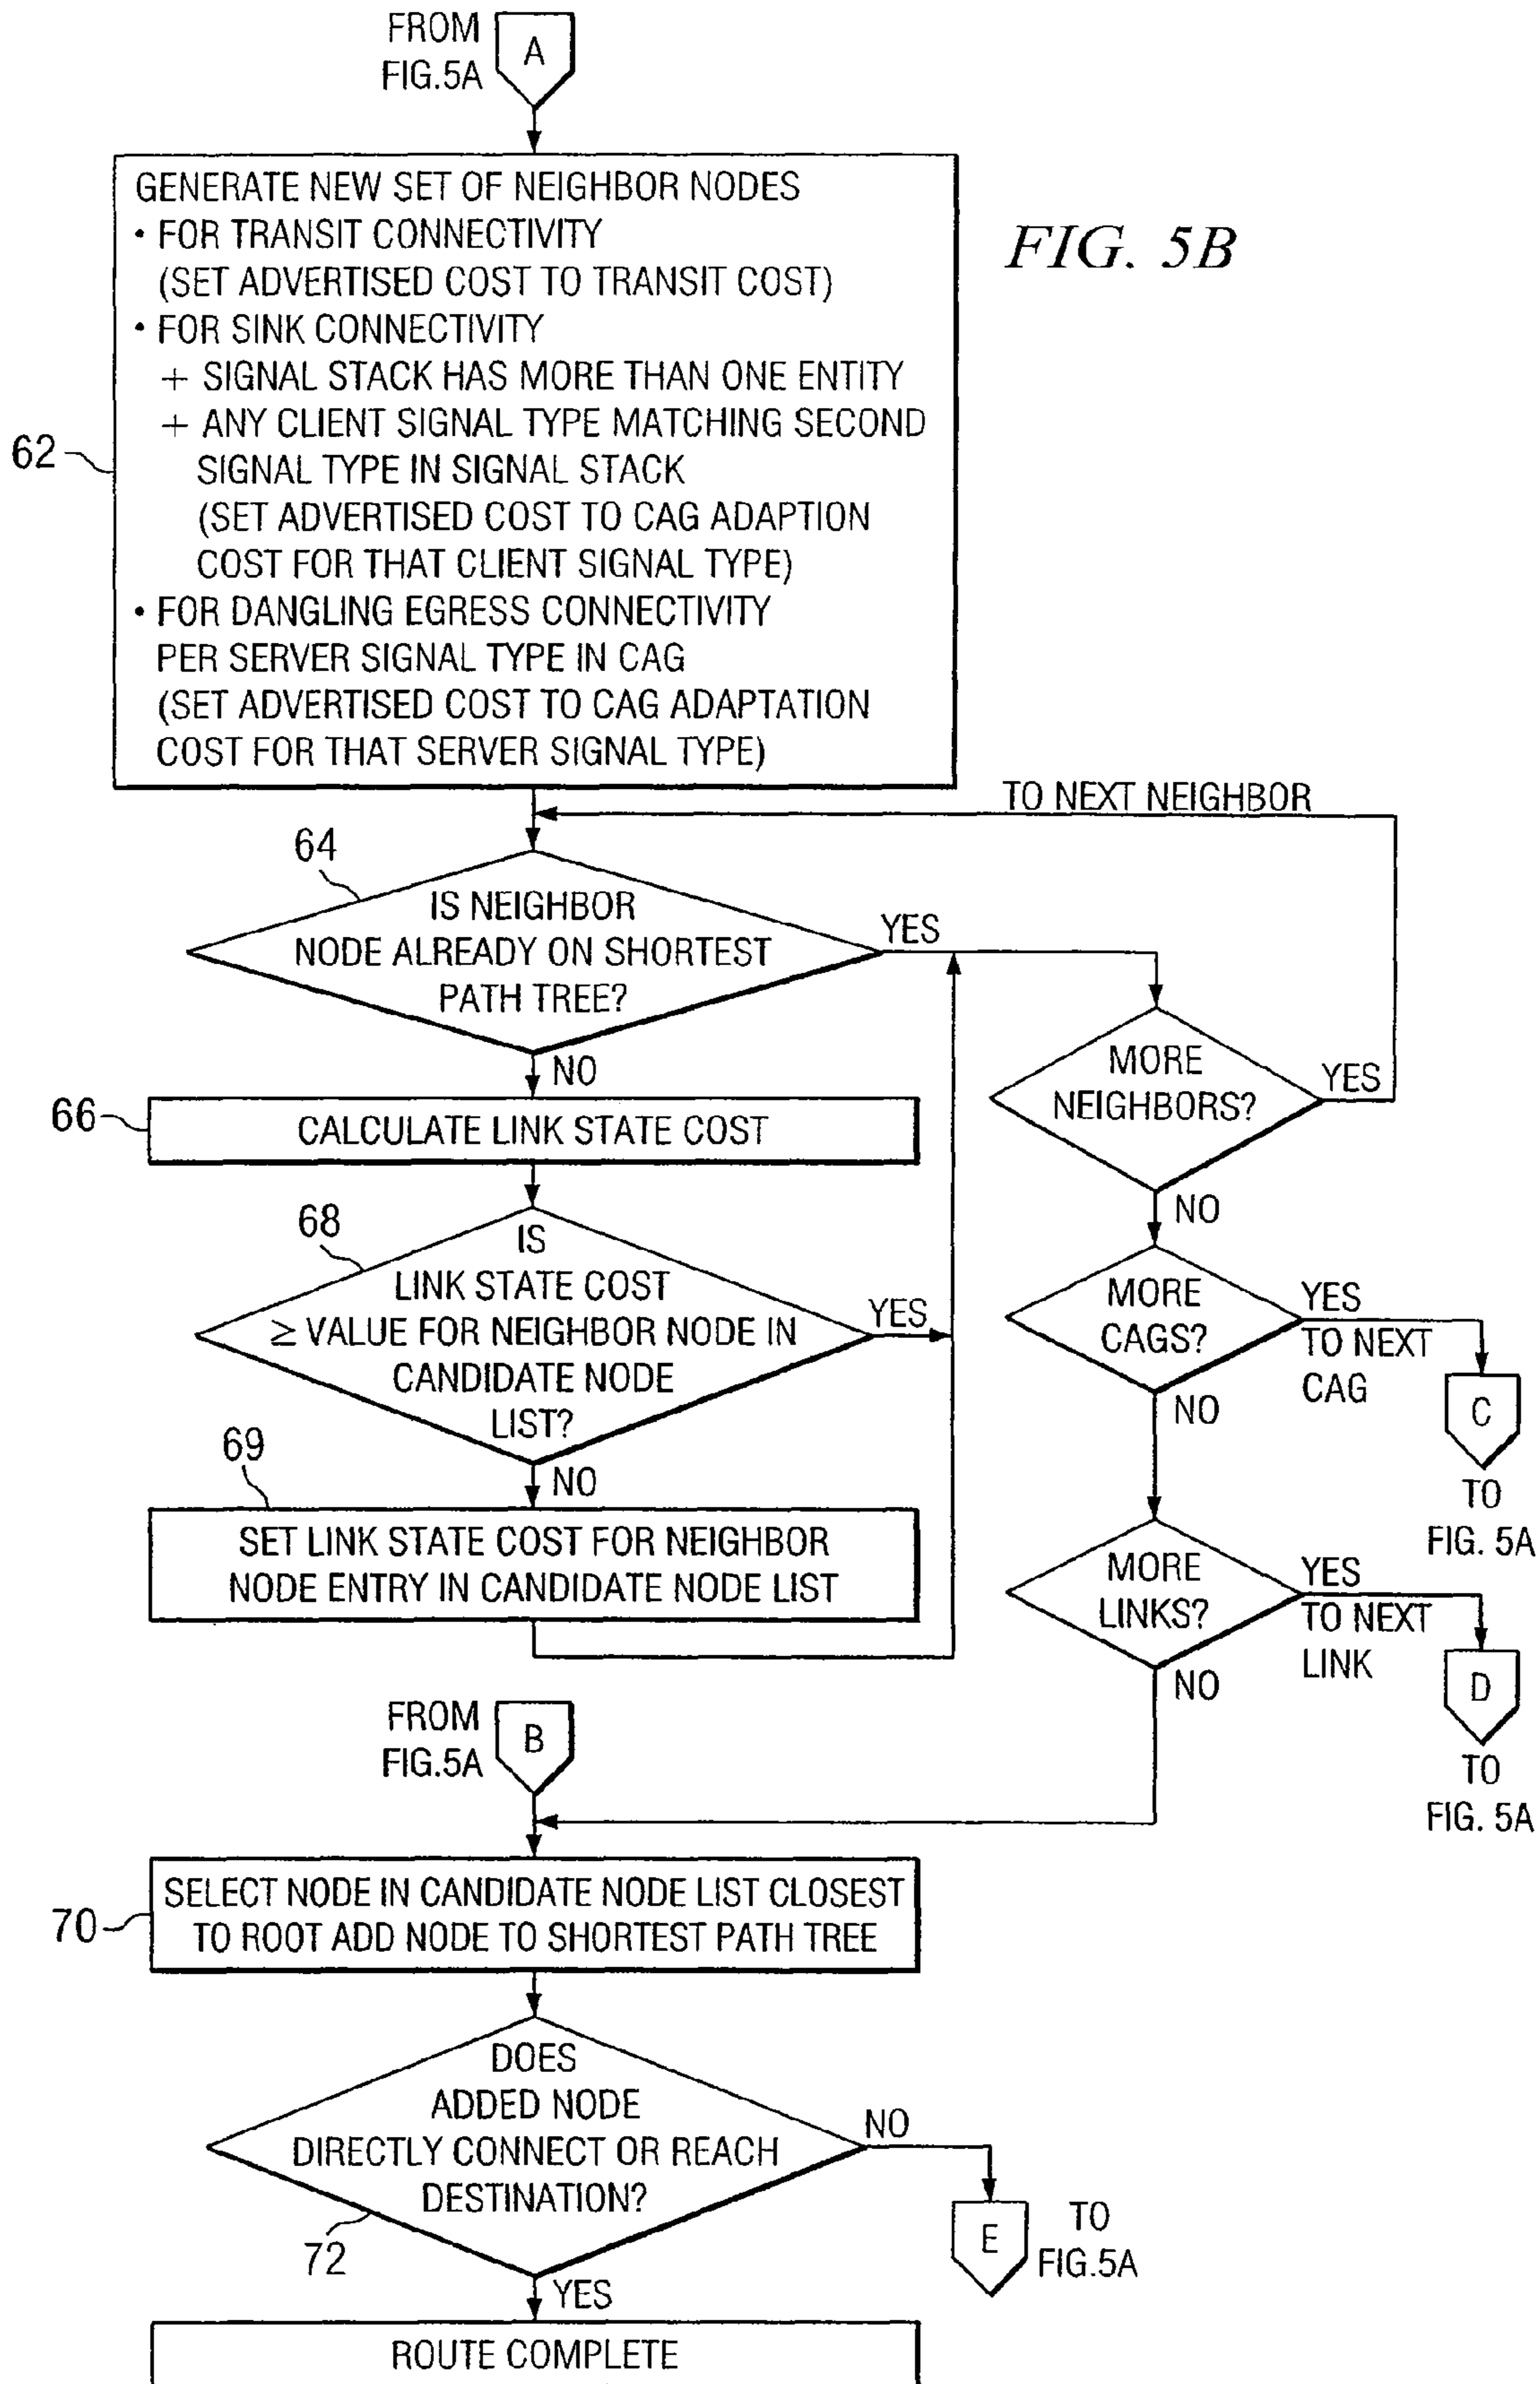 FROM
FIG.5A
A
FIG. 5B
GENERATE NEW SET OF NEIGHBOR NODES
• FOR TRANSIT CONNECTIVITY
(SET ADVERTISED COST TO TRANSIT COST)
• FOR SINK CONNECTIVITY
+ SIGNAL STACK HAS MORE THAN ONE ENTITY
+ ANY CLIENT SIGNAL TYPE MATCHING SECOND
SIGNAL TYPE IN SIGNAL STACK
(SET ADVERTISED COST TO CAG ADAPTION
COST FOR THAT CLIENT SIGNAL TYPE)
• FOR DANGLING EGRESS CONNECTIVITY
PER SERVER SIGNAL TYPE IN CAG
(SET ADVERTISED COST TO CAG ADAPTATION
COST FOR THAT SERVER SIGNAL TYPE)
62
TO NEXT NEIGHBOR
64
IS NEIGHBOR
NODE ALREADY ON SHORTEST
PATH TREE?
YES
NO
MORE
NEIGHBORS?
YES
NO
66
CALCULATE LINK STATE COST
68
IS
LINK STATE COST
≥ VALUE FOR NEIGHBOR NODE IN
CANDIDATE NODE
LIST?
YES
NO
MORE
CAGS?
YES
TO NEXT
CAG
NO
C
TO
FIG. 5A
69
SET LINK STATE COST FOR NEIGHBOR
NODE ENTRY IN CANDIDATE NODE LIST
MORE
LINKS?
YES
TO NEXT
LINK
NO
D
TO
FIG. 5A
FROM
FIG.5A
B
70
SELECT NODE IN CANDIDATE NODE LIST CLOSEST
TO ROOT ADD NODE TO SHORTEST PATH TREE
DOES
ADDED NODE
DIRECTLY CONNECT OR REACH
DESTINATION?
72
NO
E
TO
FIG.5A
YES
ROUTE COMPLETE